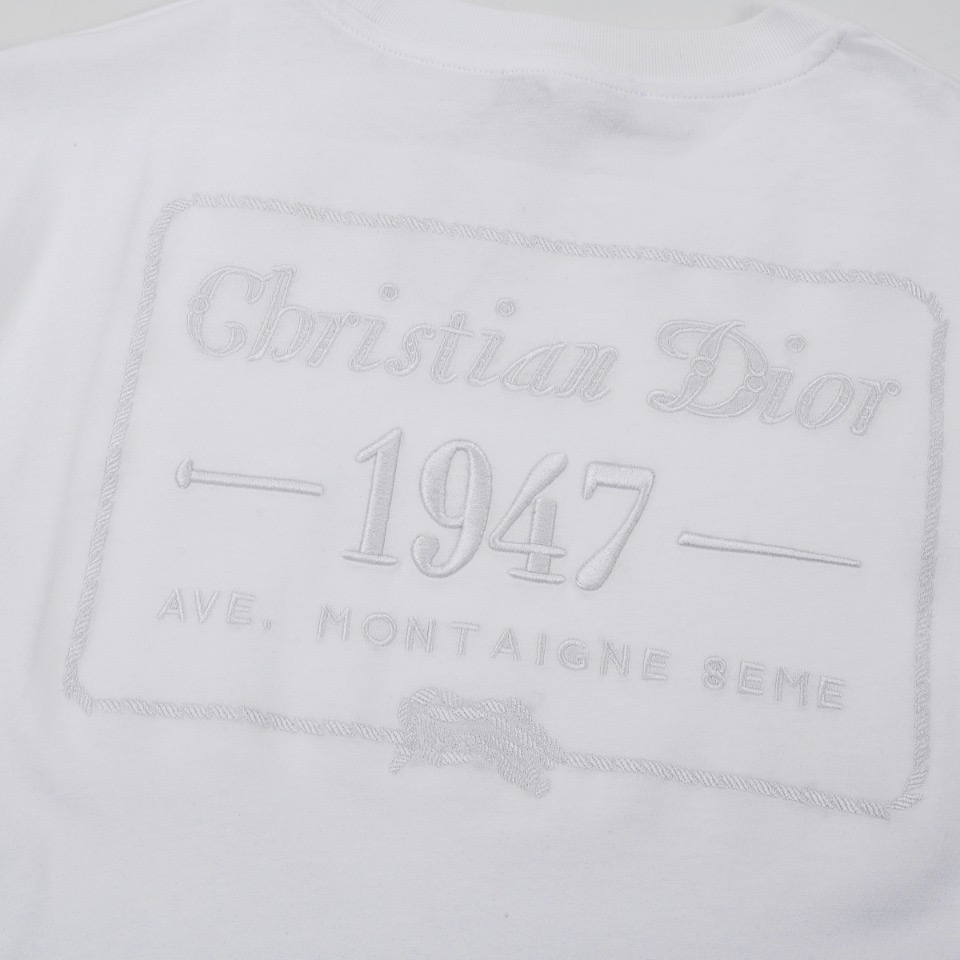 Christian Dior
1947
AVE, MONTAIGNE 8EME